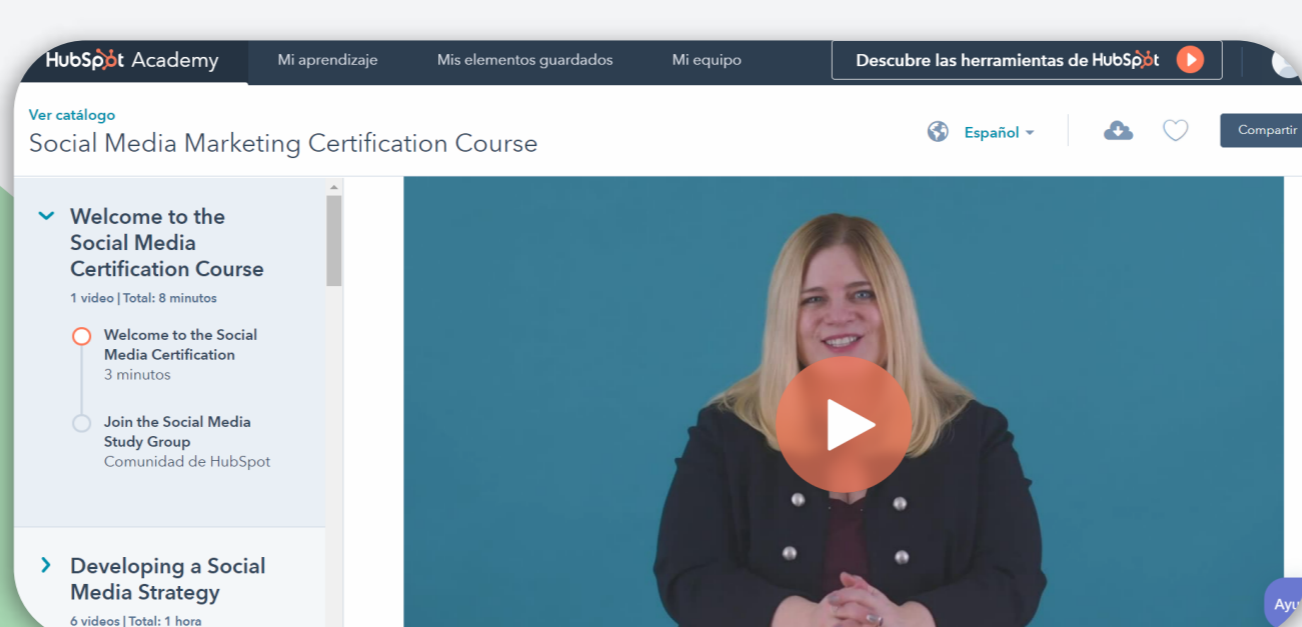 HubSpot Academy Mi aprendizaje Mis elementos guardados Mi equipo Descubre las herramientas de HubSpot
Ver catálogo
Social Media Marketing Certification Course
Español
Compartir
Welcome to the
Social Media
Certification Course
1 video | Total: 8 minutos
Welcome to the Social
Media Certification
3 minutos
Join the Social Media
Study Group
Comunidad de HubSpot
Developing a Social
Media Strategy
6 videos | Total: 1 hora